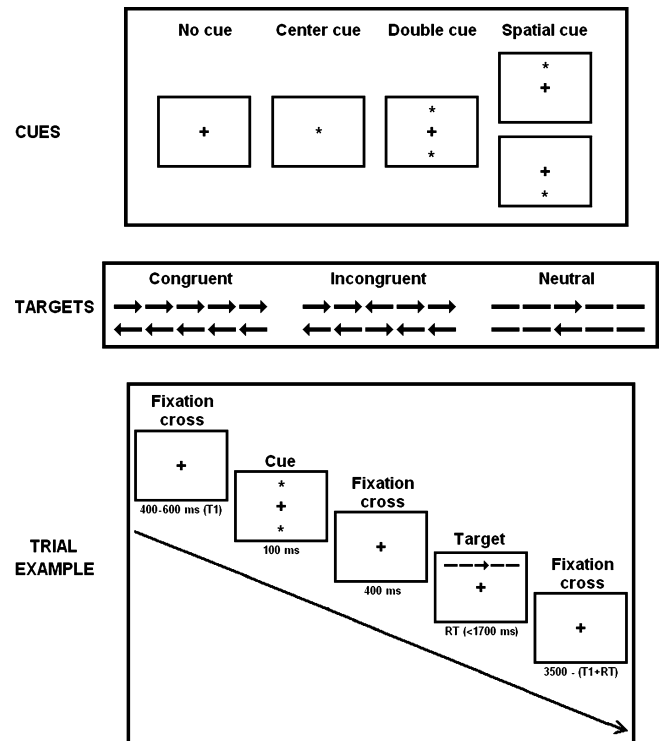 No cue Center cue Double cue Spatial cue
CUES
Congruent Incongruent Neutral
TARGETS
Fixation
cross
400-600 ms (T1)
Cue
100 ms
Fixation
cross
400 ms
Target
RT (<1700 ms)
Fixation
cross
3500 - (T1+RT)
TRIAL
EXAMPLE